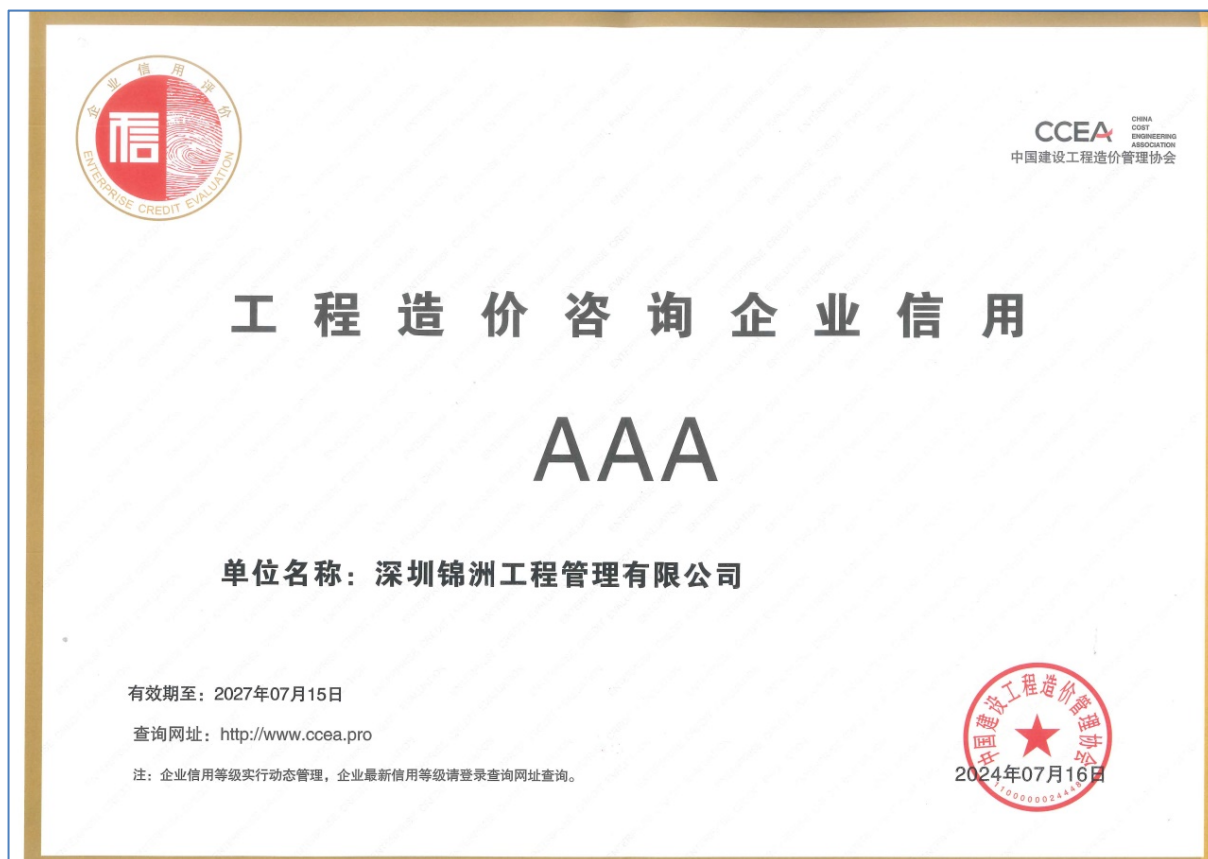 企业信用评价
信
ENTERPRISE CREDIT EVALUATION
CCEA
CHINA
COST
ENGINEERING
ASSOCIATION
中国建设工程造价管理协会
工程造价咨询企业信用
AAA
单位名称：深圳锦洲工程管理有限公司
有效期至：2027年07月15日
查询网址：http://www.ccea.pro
注：企业信用等级实行动态管理，企业最新信用等级请登录查询网址查询。
中国建设工程造价管理协会
2024年07月16日